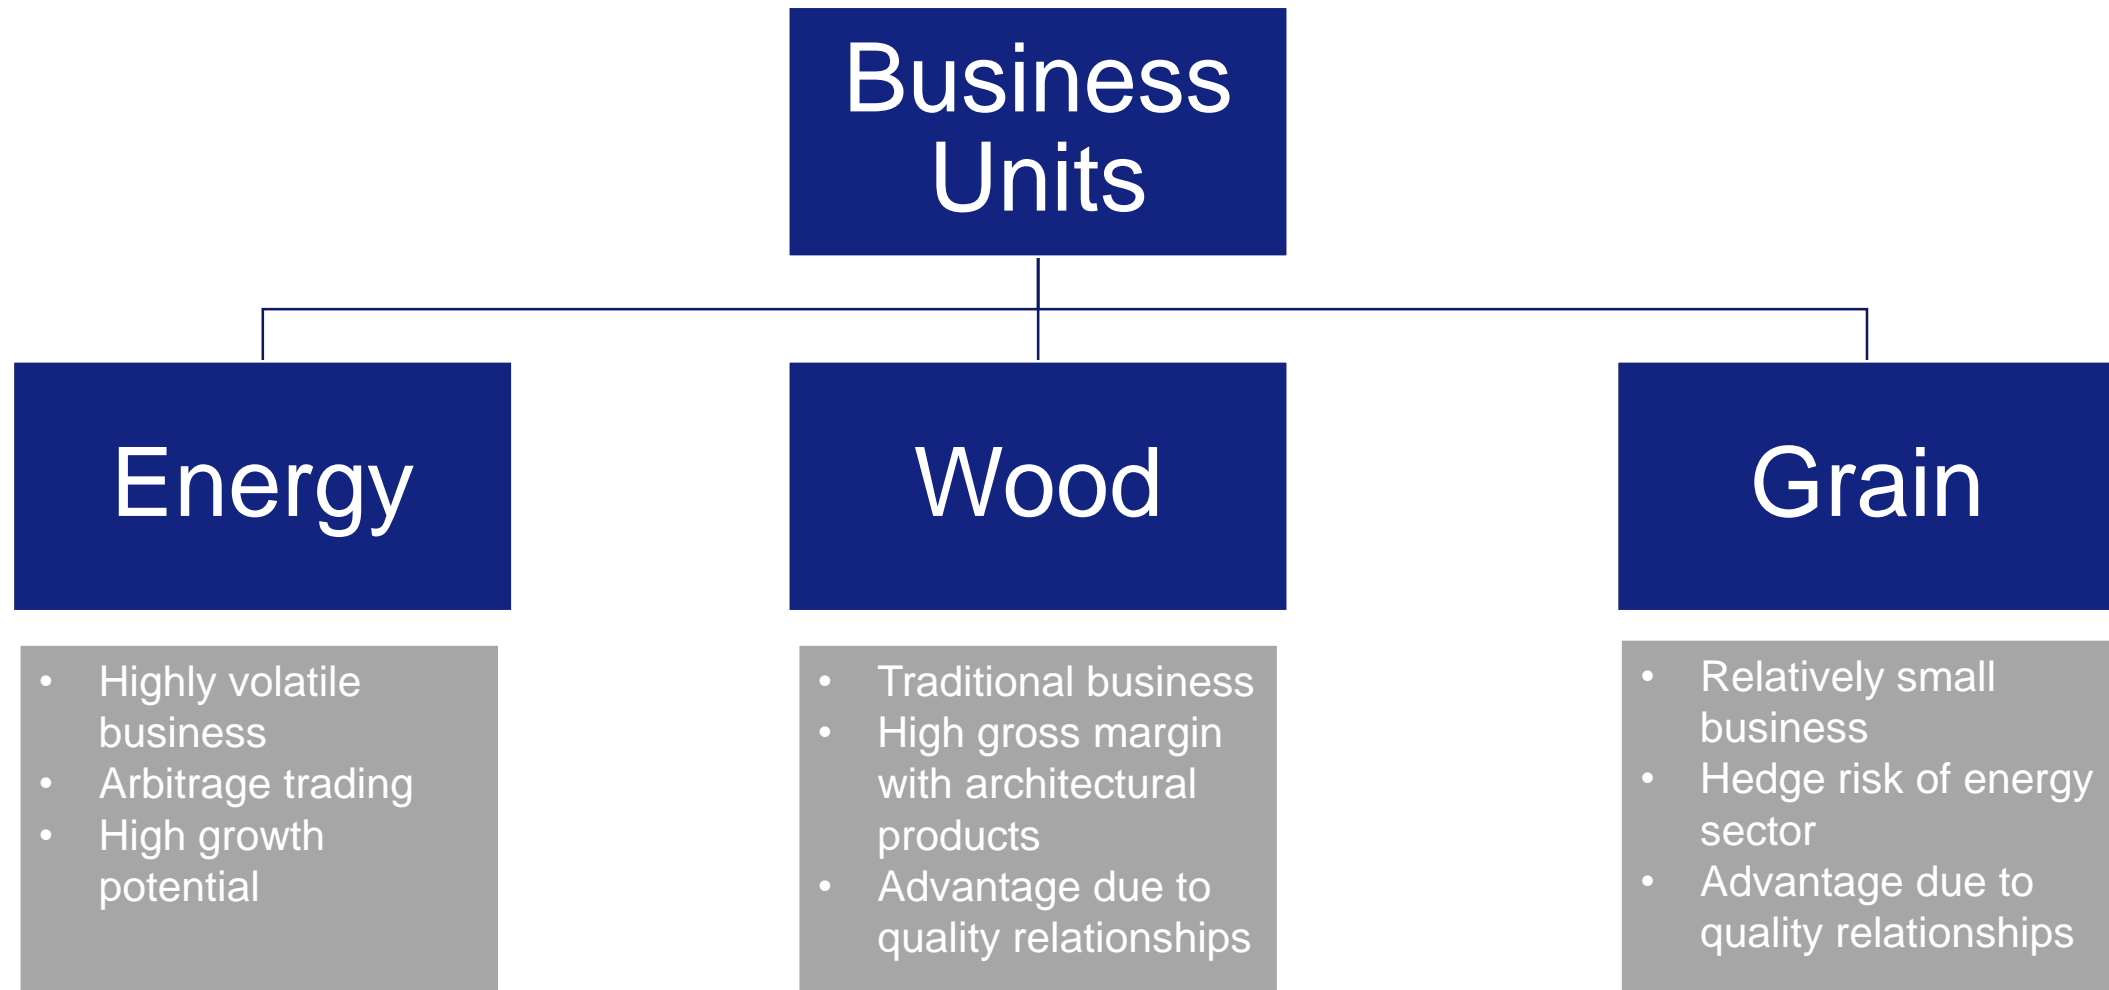 Business
Units
Energy
Wood
Grain
• Highly volatile
business
• Arbitrage trading
• High growth
potential
• Traditional business
• High gross margin
with architectural
products
• Advantage due to
quality relationships
• Relatively small
business
• Hedge risk of energy
sector
• Advantage due to
quality relationships